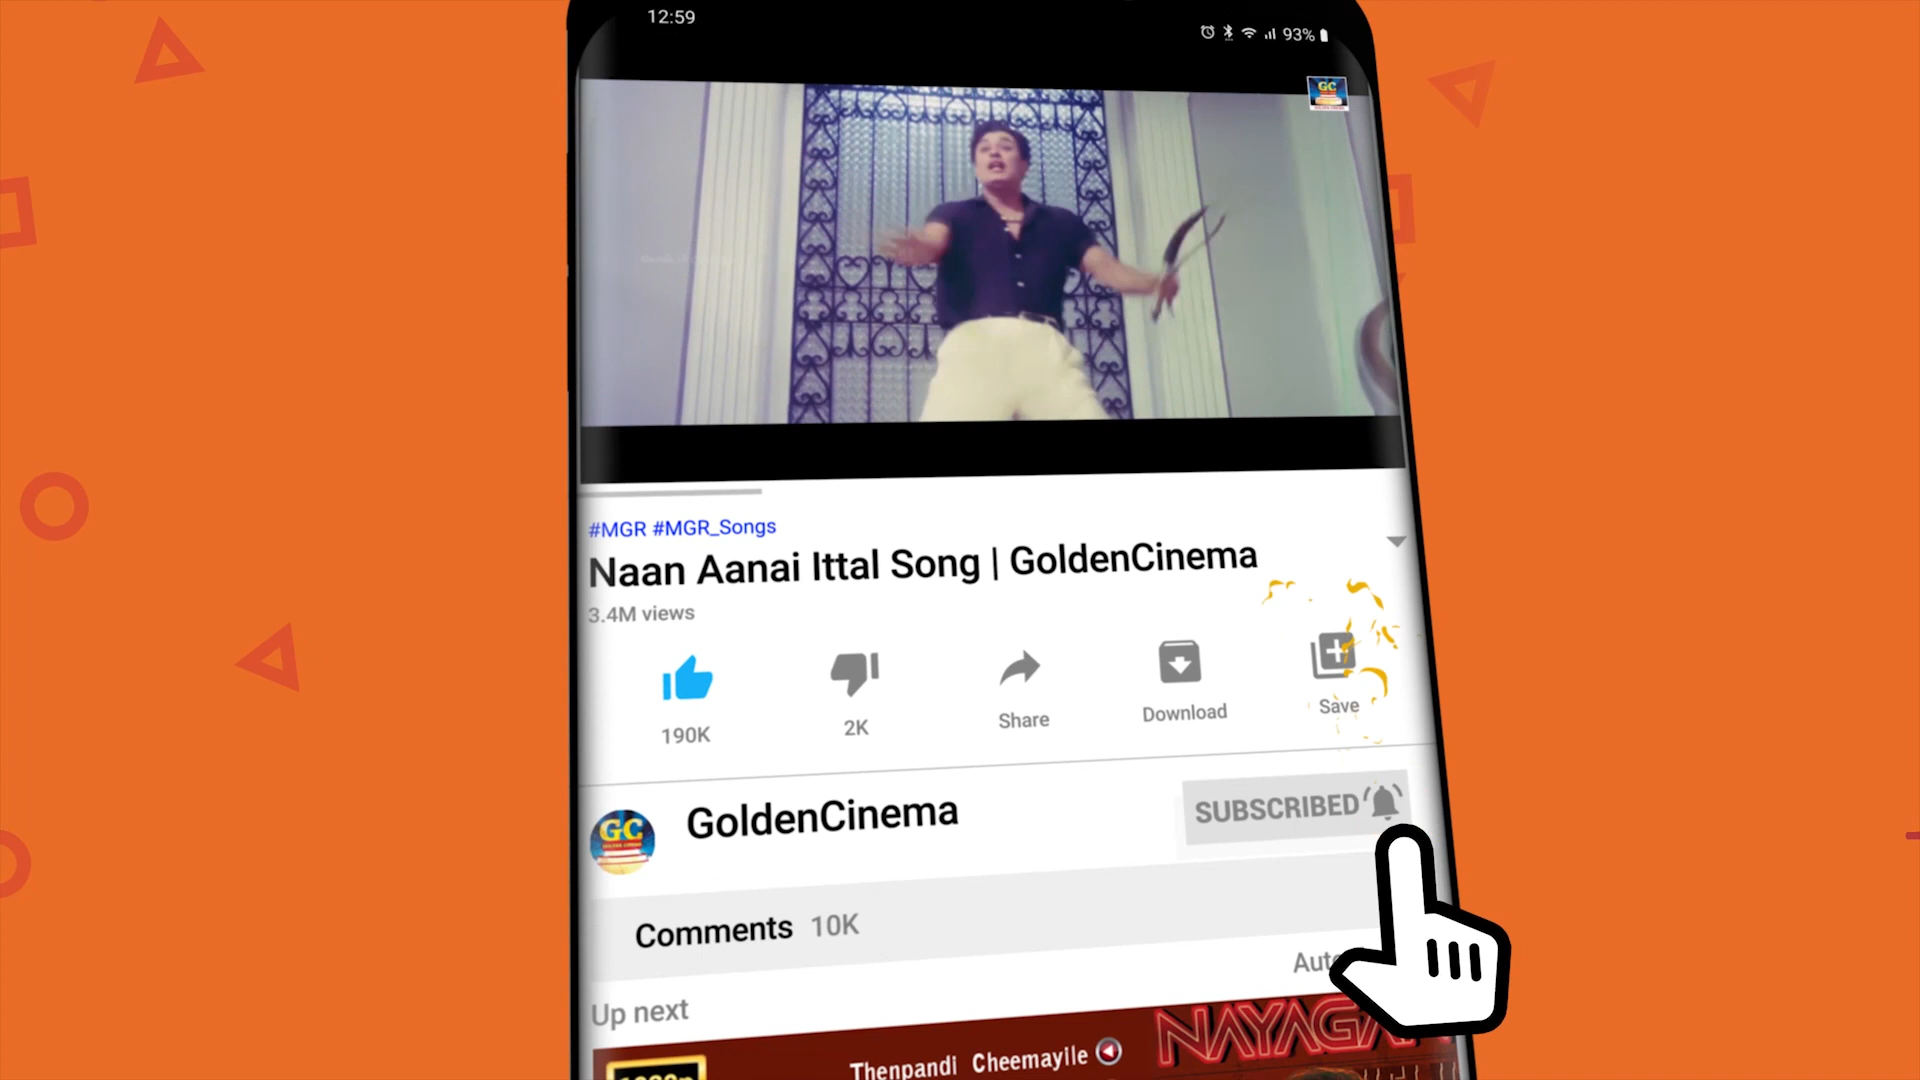 12:59
93%
GC
#MGR #MGR_Songs
Naan Aanai Ittal Song | GoldenCinema
3.4M views
190K
2K
Share
Download
Save
GC
GoldenCinema
SUBSCRIBED
Comments 10K
Up next
Thenpandi Cheemayile